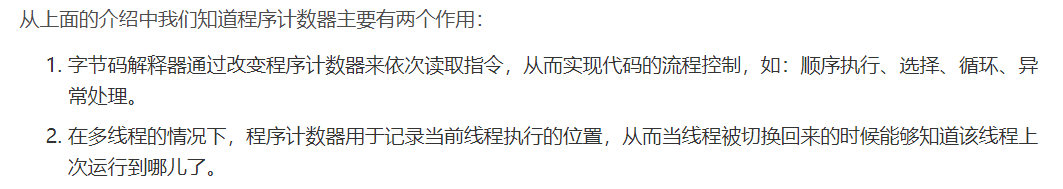 从上面的介绍中我们知道程序计数器主要有两个作用：
1. 字节码解释器通过改变程序计数器来依次读取指令，从而实现代码的流程控制，如：顺序执行、选择、循环、异
常处理。
2. 在多线程的情况下，程序计数器用于记录当前线程执行的位置，从而当线程被切换回来的时候能够知道该线程上
次运行到哪儿了。